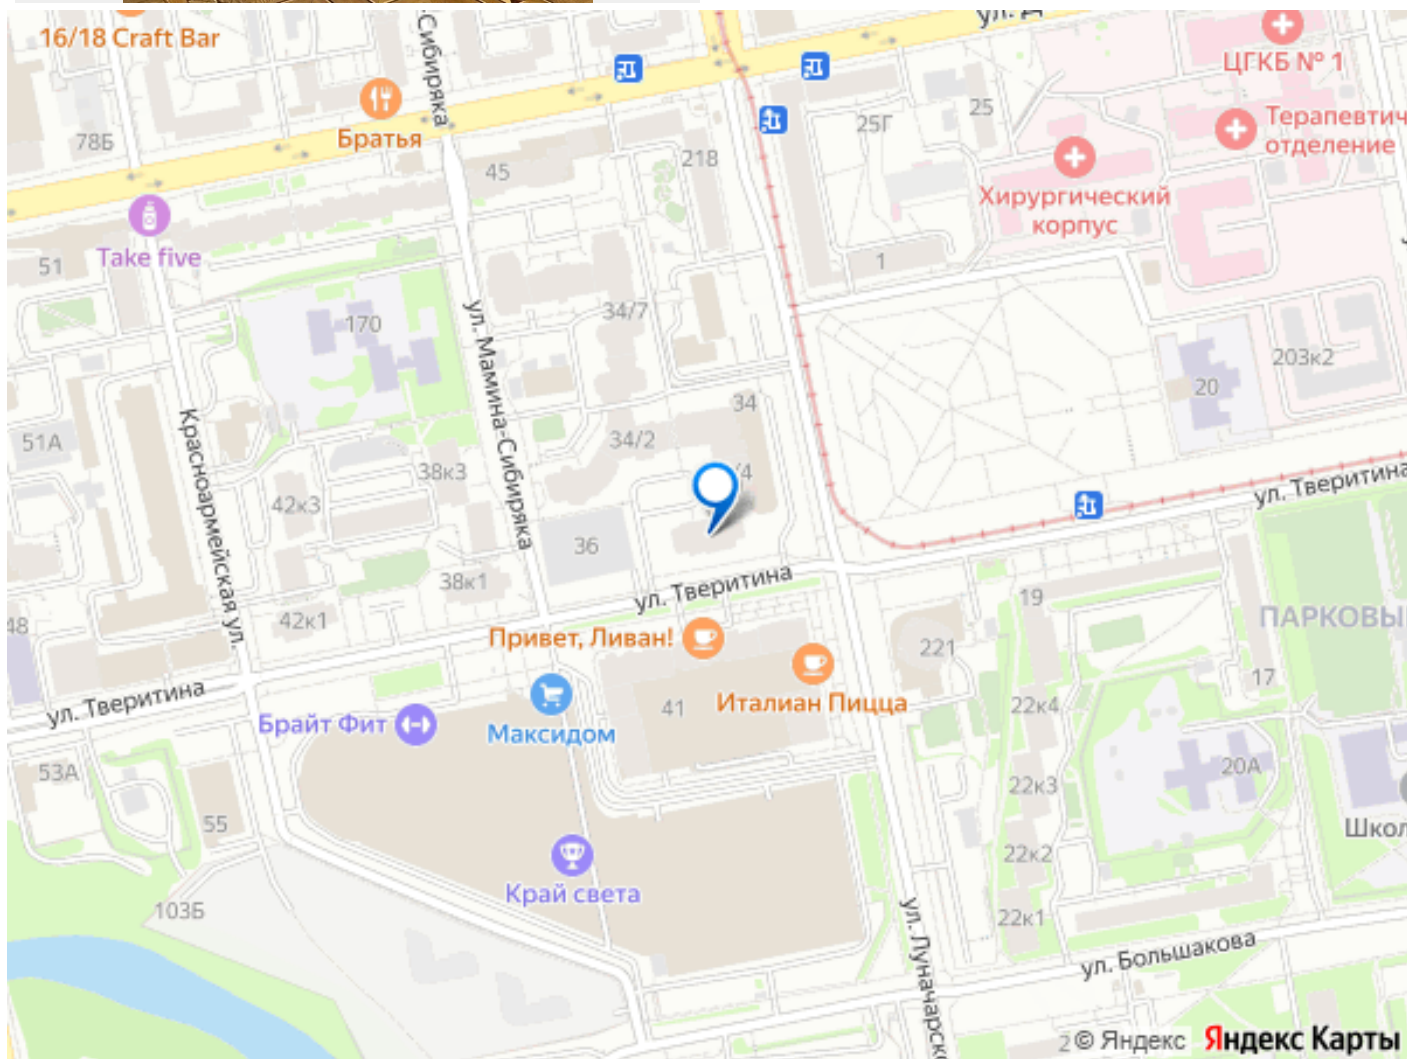 16/18 Craft Bar
-Сибиряка
ул. Д
ЦГКБ № 1
Братья
78Б
45
218
25Г
25
Терапевтич
отделение
Хирургический
корпус
Take five
51
1
34/7
170
ул. Мамина-Сибиряка
203к2
20
51А
Красноармейская ул.
34
34/2
/4
38к3
42к3
36
ул. Тверитина
38к1
ул. Тверитина
42к1
48
19
ПАРКОВЫ
Привет, Ливан!
221
Италиан Пицца
17
ул. Тверитина
Брайт Фит
Максидом
41
22к4
53А
20А
22к3
55
Школ
22к2
Край света
103Б
22к1
ул. Луначарско
ул. Большакова
2
© Яндекс Яндекс Карты